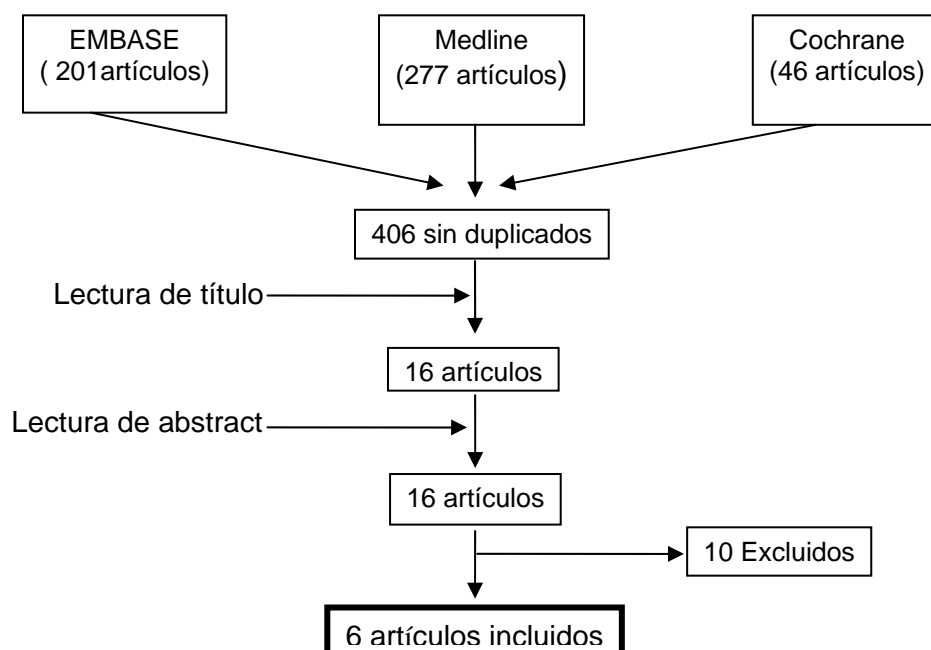 EMBASE
( 201artículos)
Medline
(277 artículos)
Cochrane
(46 artículos)
406 sin duplicados
Lectura de título
16 artículos
Lectura de abstract
16 artículos
10 Excluidos
6 artículos incluidos